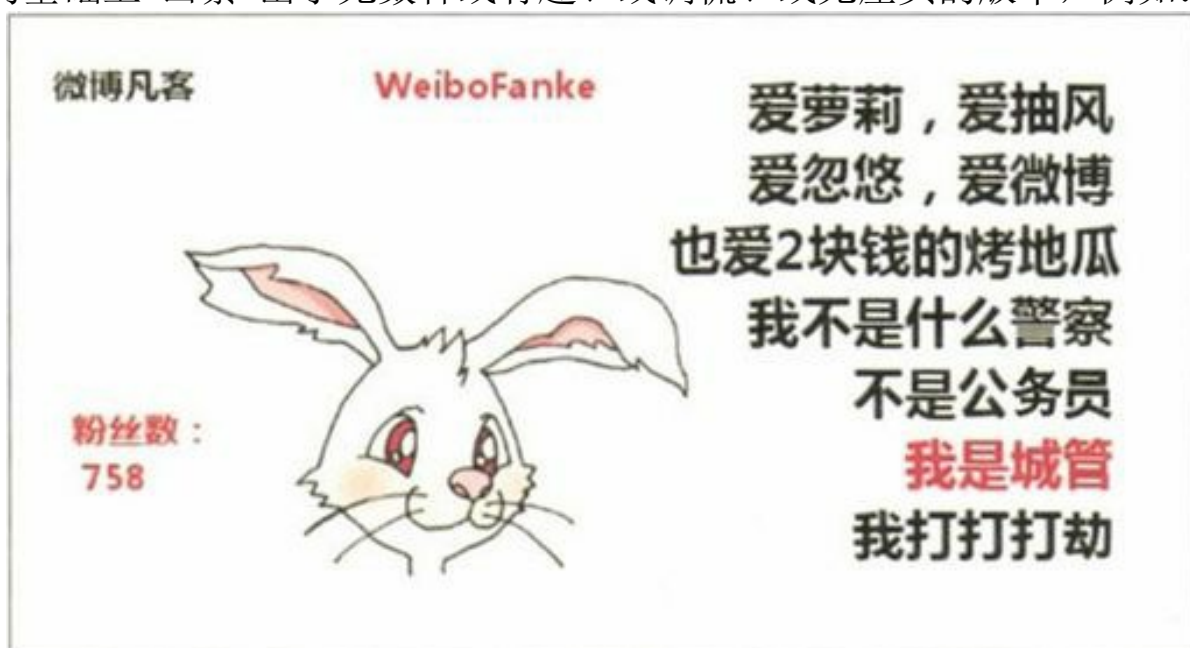 微博凡客
WeiboFanke
爱萝莉，爱抽风
爱忽悠，爱微博
也爱2块钱的烤地瓜
我不是什么警察
不是公务员
我是城管
我打打打劫
粉丝数：
758